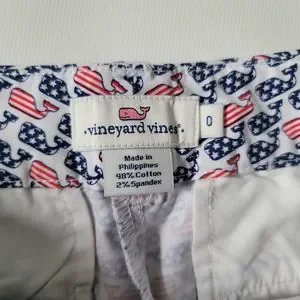 vineyard vines
0
Made in
Philippines
98% Cotton
2% Spandex